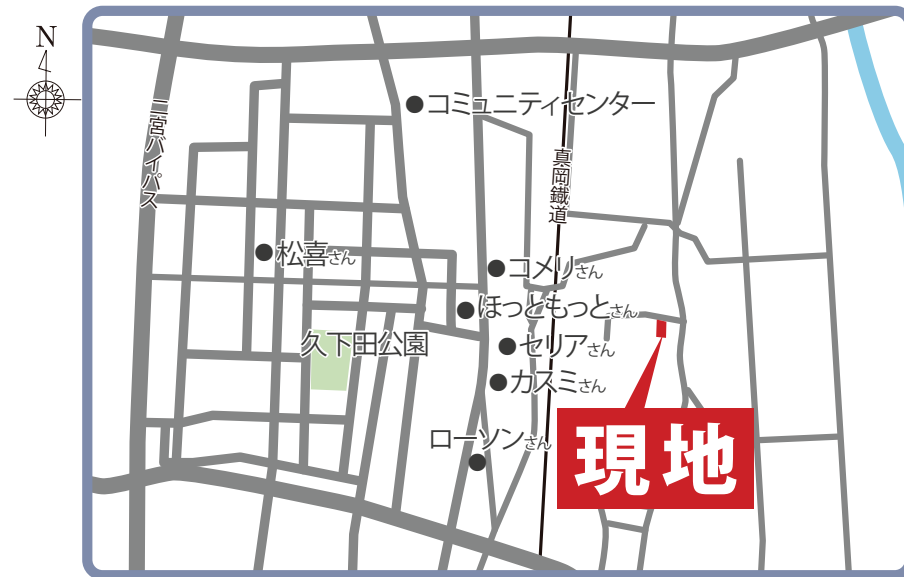 N
コミュニティセンター
二宮バイパス
真岡鐵道
松喜さん
コメリさん
ほっともっとさん
久下田公園
セリアさん
カスミさん
ローソンさん
現地